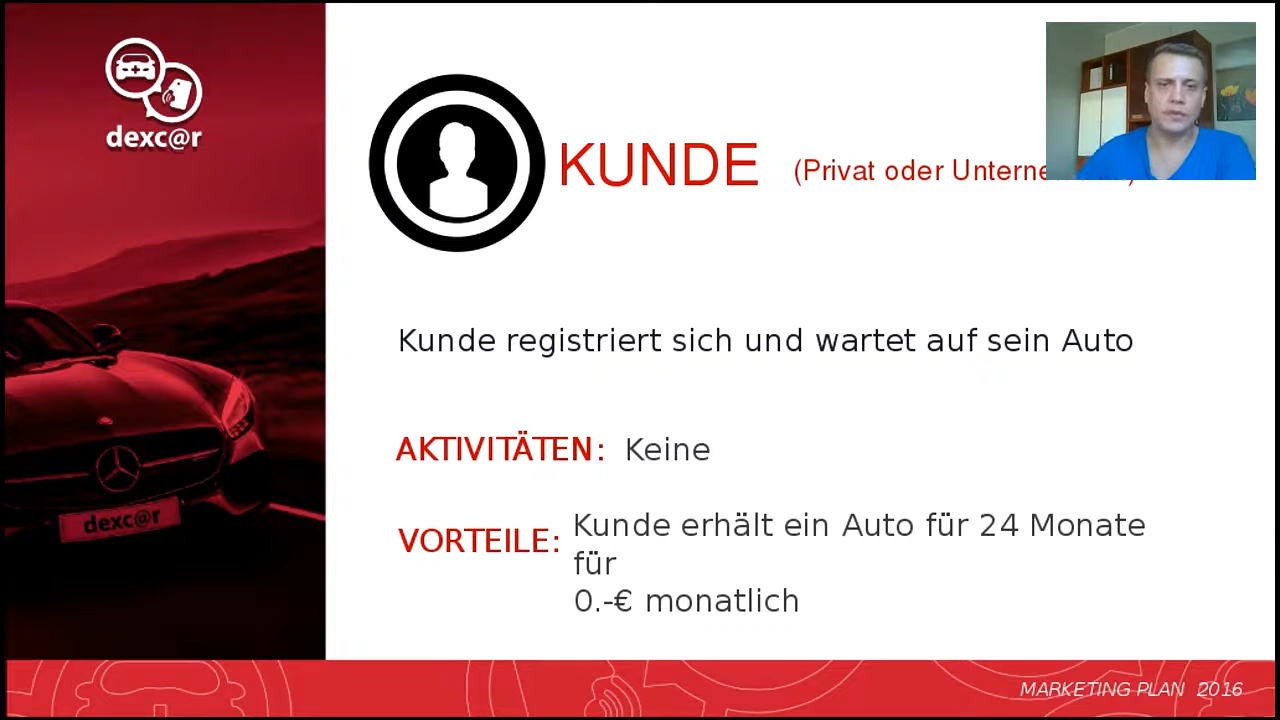 dexc@r
KUNDE (Privat oder
Kunde registriert sich und wartet auf sein Auto
AKTIVITÄTEN: Keine
VORTEILE: Kunde erhält ein Auto für 24 Monate
für
0.-€ monatlich
dexc@r
MARKETING PLAN 2016